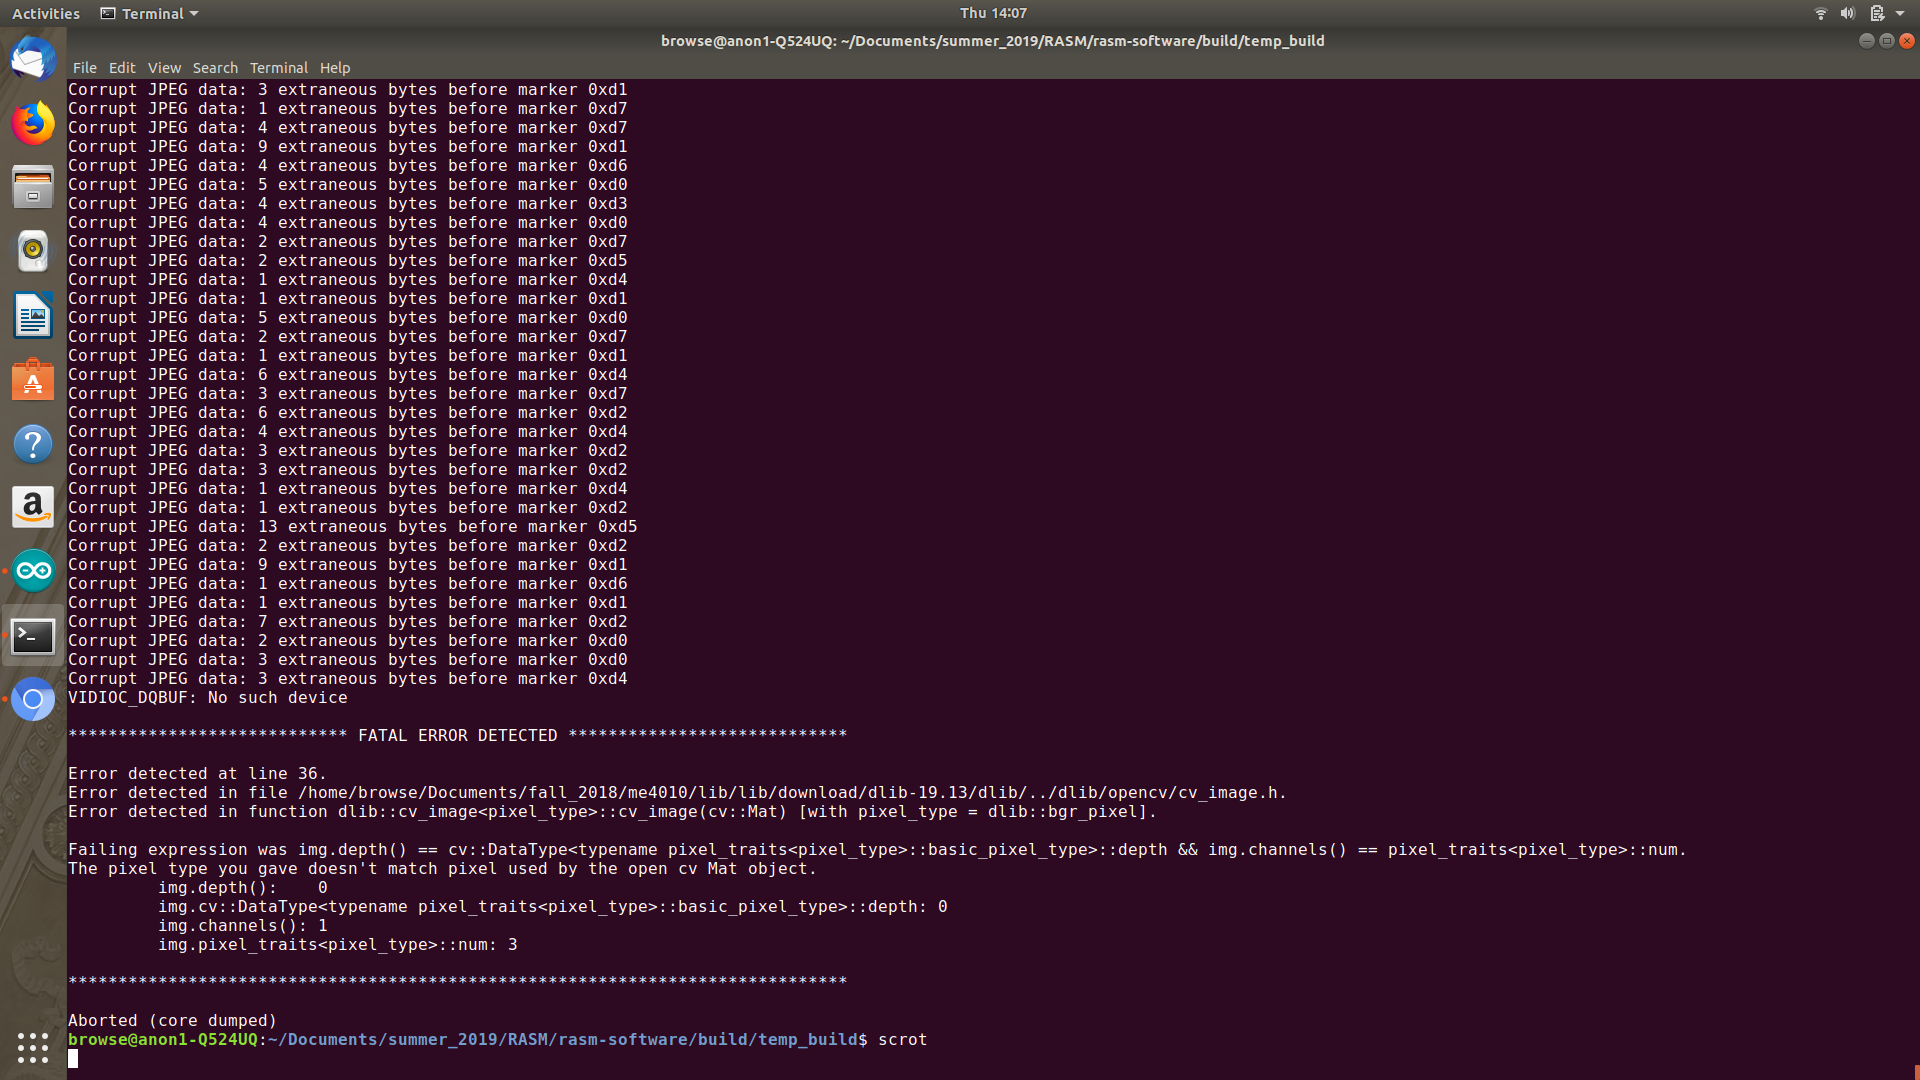 Activities Terminal Thu 14:07
browse@anon1-Q524UQ: ~/Documents/summer_2019/RASM/rasm-software/build/temp_build
File Edit View Search Terminal Help
Corrupt JPEG data: 3 extraneous bytes before marker 0xd1
Corrupt JPEG data: 1 extraneous bytes before marker 0xd7
Corrupt JPEG data: 4 extraneous bytes before marker 0xd7
Corrupt JPEG data: 9 extraneous bytes before marker 0xd1
Corrupt JPEG data: 4 extraneous bytes before marker 0xd6
Corrupt JPEG data: 5 extraneous bytes before marker 0xd0
Corrupt JPEG data: 4 extraneous bytes before marker 0xd3
Corrupt JPEG data: 4 extraneous bytes before marker 0xd0
Corrupt JPEG data: 2 extraneous bytes before marker 0xd7
Corrupt JPEG data: 2 extraneous bytes before marker 0xd5
Corrupt JPEG data: 1 extraneous bytes before marker 0xd4
Corrupt JPEG data: 1 extraneous bytes before marker 0xd1
Corrupt JPEG data: 5 extraneous bytes before marker 0xd0
Corrupt JPEG data: 2 extraneous bytes before marker 0xd7
Corrupt JPEG data: 1 extraneous bytes before marker 0xd1
Corrupt JPEG data: 6 extraneous bytes before marker 0xd4
Corrupt JPEG data: 3 extraneous bytes before marker 0xd7
Corrupt JPEG data: 6 extraneous bytes before marker 0xd2
Corrupt JPEG data: 4 extraneous bytes before marker 0xd4
Corrupt JPEG data: 3 extraneous bytes before marker 0xd2
Corrupt JPEG data: 3 extraneous bytes before marker 0xd2
Corrupt JPEG data: 1 extraneous bytes before marker 0xd4
Corrupt JPEG data: 1 extraneous bytes before marker 0xd2
Corrupt JPEG data: 13 extraneous bytes before marker 0xd5
Corrupt JPEG data: 2 extraneous bytes before marker 0xd2
Corrupt JPEG data: 9 extraneous bytes before marker 0xd1
Corrupt JPEG data: 1 extraneous bytes before marker 0xd6
Corrupt JPEG data: 1 extraneous bytes before marker 0xd1
Corrupt JPEG data: 7 extraneous bytes before marker 0xd2
Corrupt JPEG data: 2 extraneous bytes before marker 0xd0
Corrupt JPEG data: 3 extraneous bytes before marker 0xd0
Corrupt JPEG data: 3 extraneous bytes before marker 0xd4
VIDIOC_DQBUF: No such device
**************************** FATAL ERROR DETECTED ****************************
Error detected at line 36.
Error detected in file /home/browse/Documents/fall_2018/me4010/lib/lib/download/dlib-19.13/dlib/../dlib/opencv/cv_image.h.
Error detected in function dlib::cv_image<pixel_type>::cv_image(cv::Mat) [with pixel_type = dlib::bgr_pixel].
Failing expression was img.depth() == cv::DataType<typename pixel_traits<pixel_type>::basic_pixel_type>::depth && img.channels() == pixel_traits<pixel_type>::num.
The pixel type you gave doesn't match pixel used by the open cv Mat object.
img.depth():    0
img.cv::DataType<typename pixel_traits<pixel_type>::basic_pixel_type>::depth: 0
img.channels(): 1
img.pixel_traits<pixel_type>::num: 3
******************************************************************************
Aborted (core dumped)
browse@anon1-Q524UQ:~/Documents/summer_2019/RASM/rasm-software/build/temp_build$ scrot